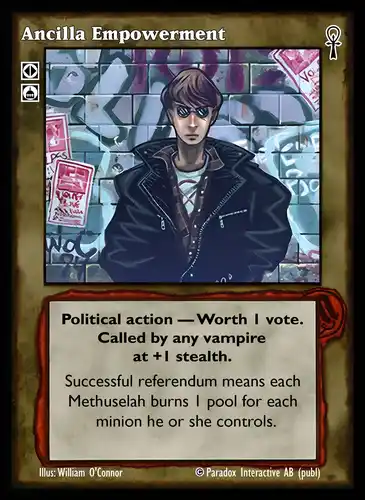 Ancilla Empowerment
Vo
Political action — Worth 1 vote.
Called by any vampire
at +1 stealth.
Successful referendum means each
Methuselah burns 1 pool for each
minion he or she controls.
Illus: William O'Connor
© Paradox Interactive AB (publ)